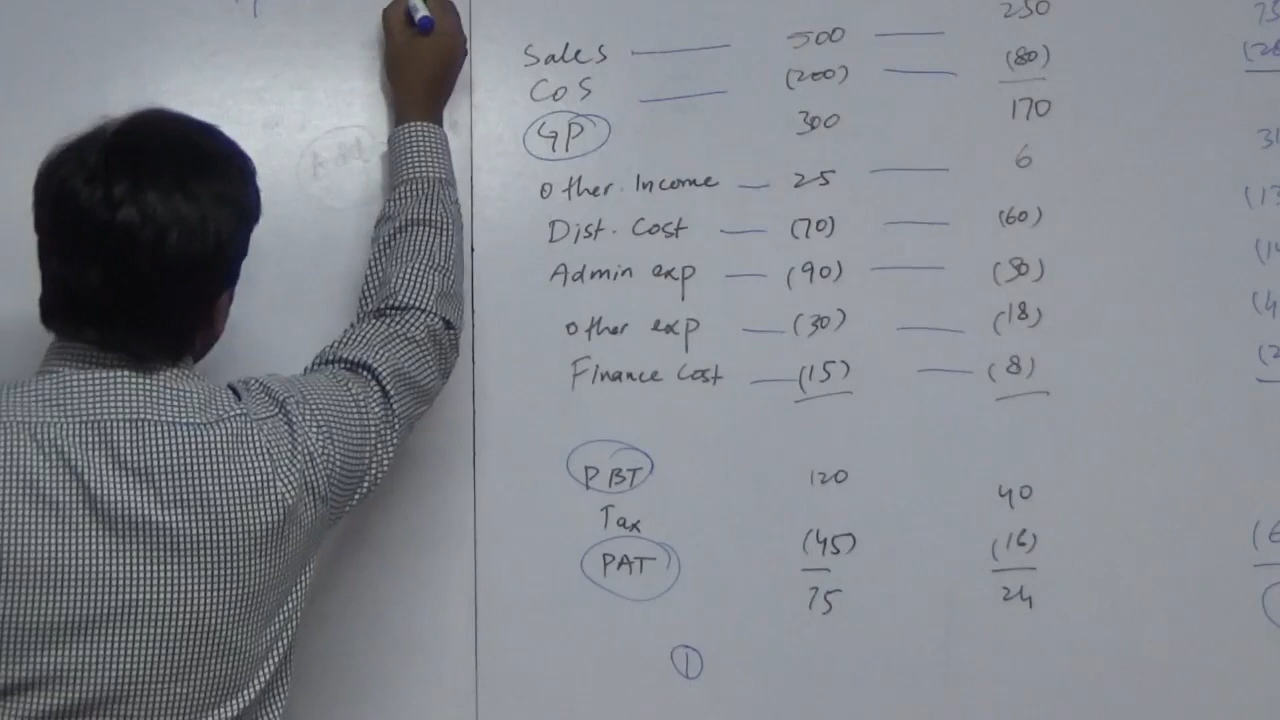 250
Sales 500
COS (200) (80)
GP 300 170
Other. Income 25 6
Dist. Cost (70) (60)
Admin exp (90) (50)
other exp (30) (18)
Finance cost (15) (8)
PBT 120 40
Tax (45) (16)
PAT 75 24
1